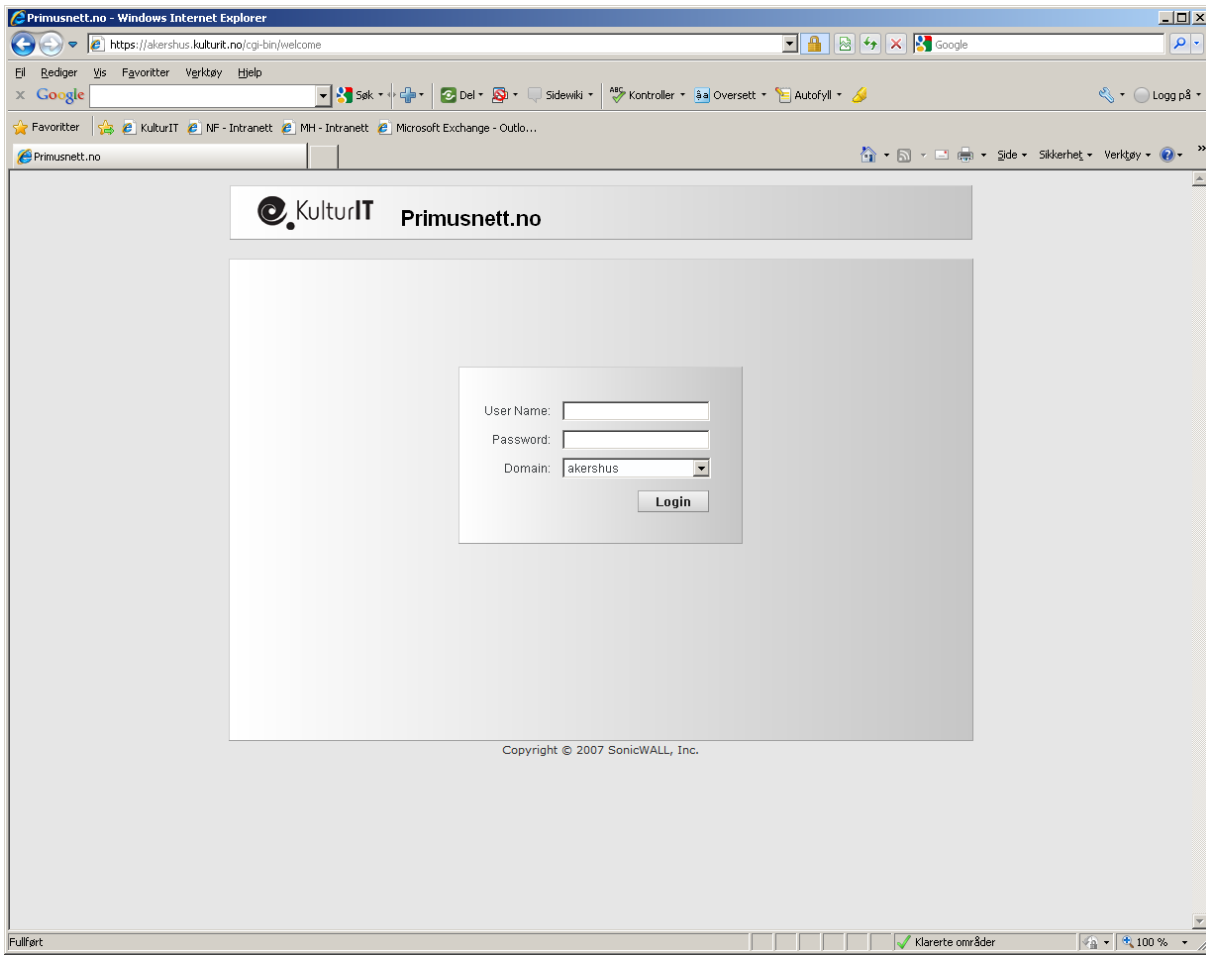 Primusnett.no - Windows Internet Explorer
https://akershus.kulturit.no/cgi-bin/welcome
Google
Fil Rediger Vis Favoritter Verktøy Hjelp
x Google Søk Del Sidewiki ABC Kontroller åa Oversett Autofyll Logg på
Favoritter KulturIT NF - Intranett MH - Intranett Microsoft Exchange - Outlo...
Primusnett.no Side Sikkerhet Verktøy »
KulturIT Primusnett.no
User Name:
Password:
Domain: akershus
Login
Copyright © 2007 SonicWALL, Inc.
Fullført Klarerte områder 100 %